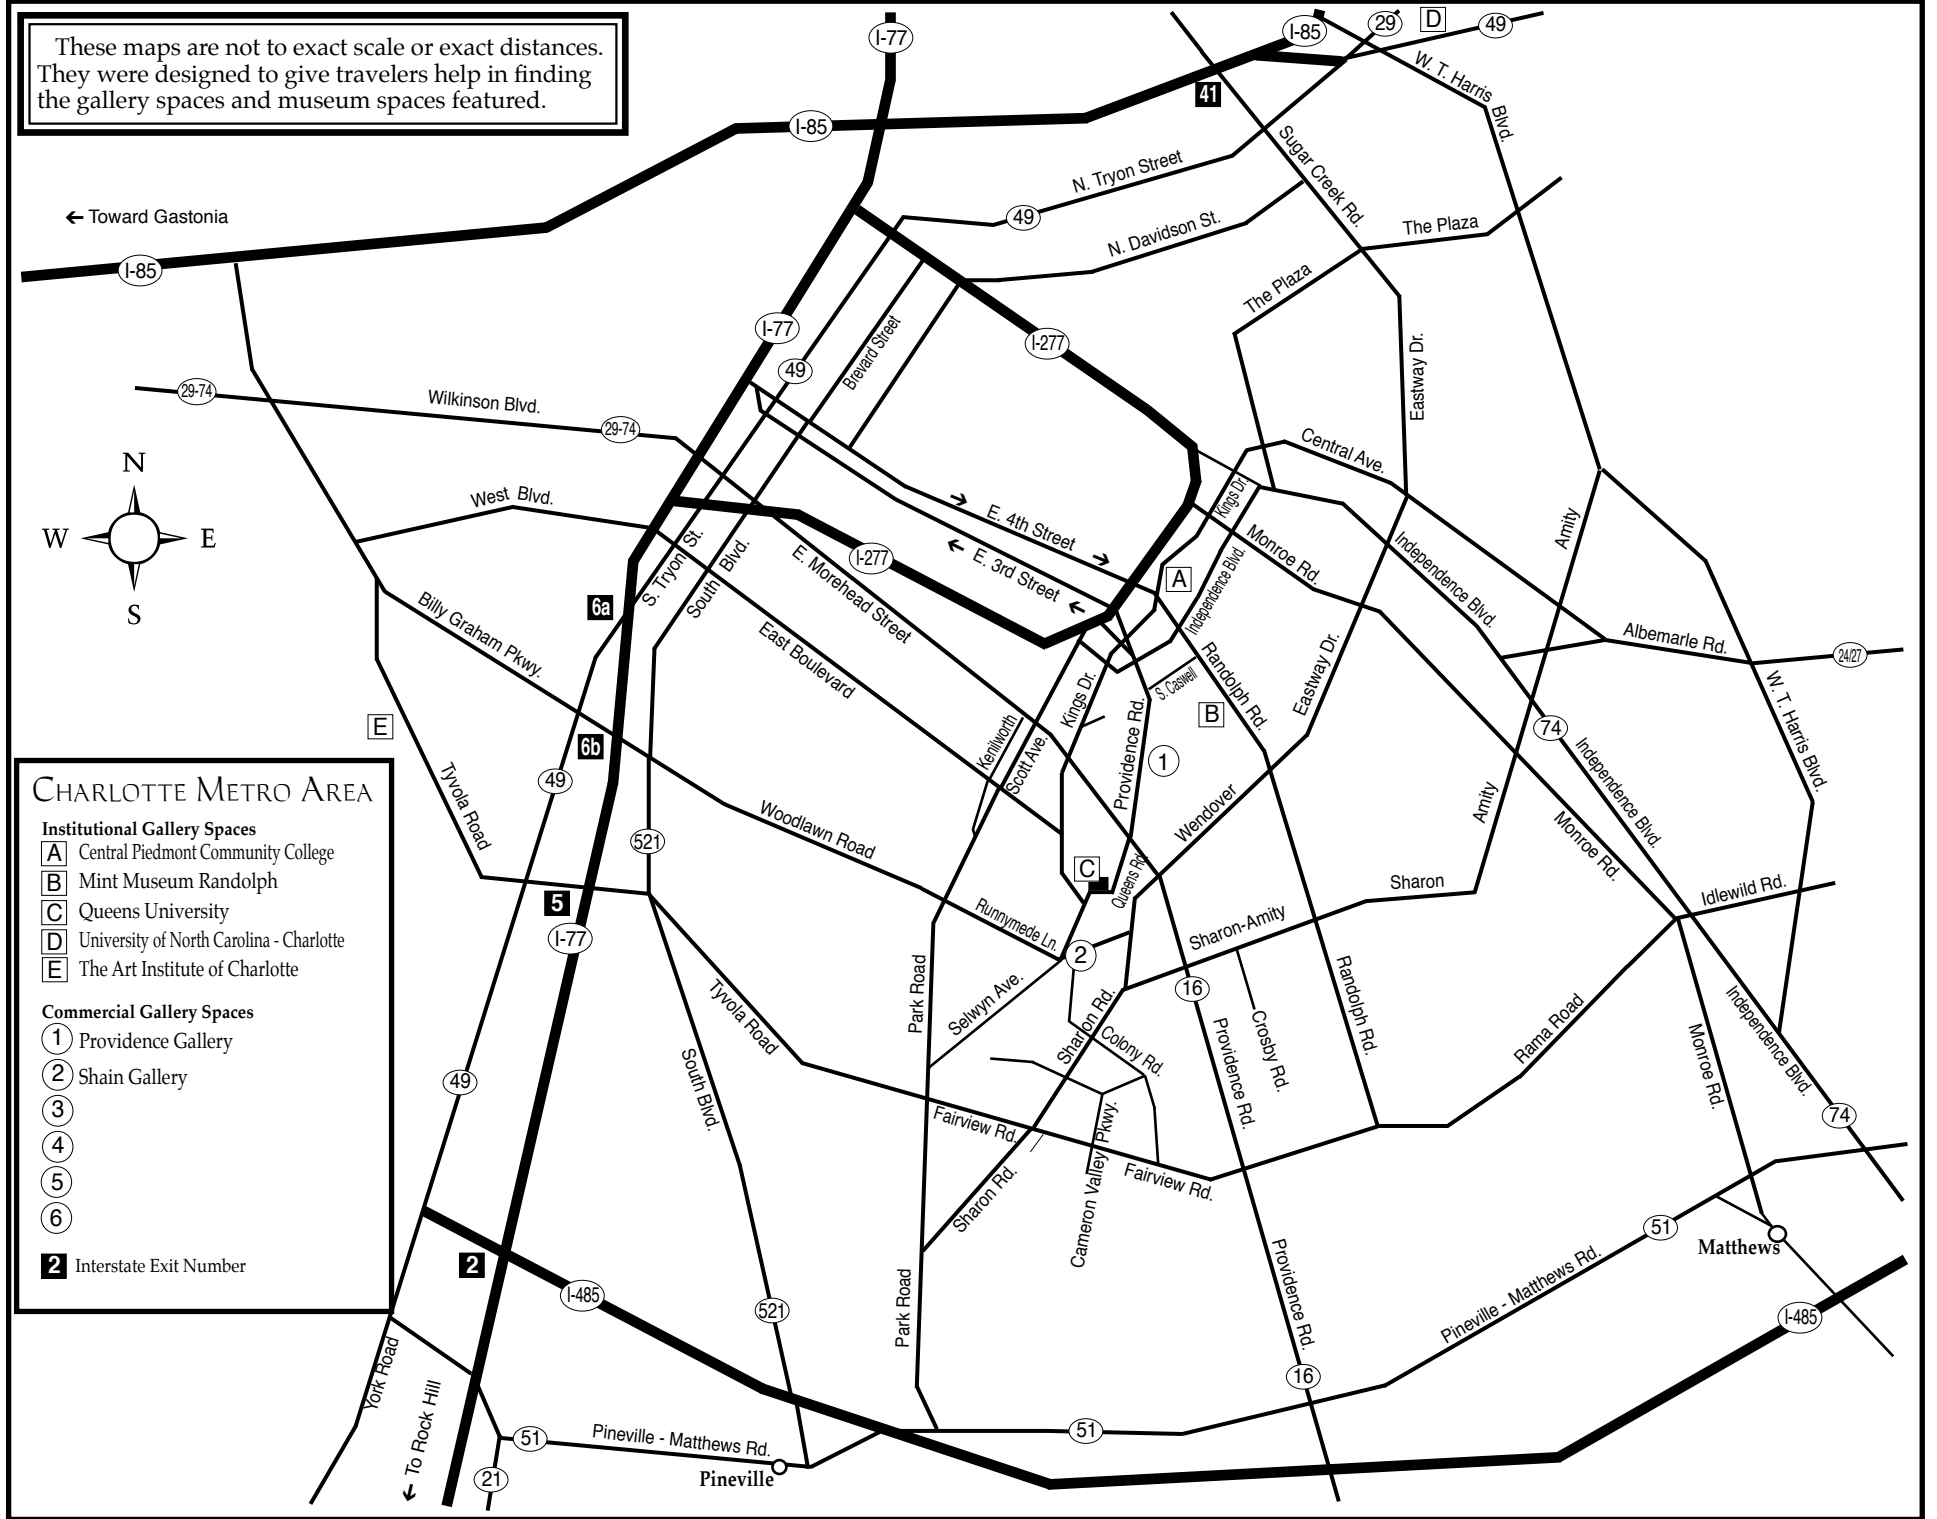 These maps are not to exact scale or exact distances.
They were designed to give travelers help in finding
the gallery spaces and museum spaces featured.
I-77
I-85
29
D
49
W. T. Harris
Blvd.
41
I-85
Sugar Creek Rd.
N. Tryon Street
49
← Toward Gastonia
N. Davidson St.
The Plaza
I-85
The Plaza
I-77
I-277
49
Brevard Street
Eastway Dr.
29-74
Wilkinson Blvd.
29-74
Central Ave.
N
W
E
S
West Blvd.
Kings Dr.
→
E. 4th Street
→
←
E. 3rd Street
←
Monroe Rd.
Independence Blvd.
Amity
S. Tryon St.
South Blvd.
I-277
E. Morehead Street
A
Independence Blvd.
6a
Billy Graham Pkwy.
East Boulevard
Albemarle Rd.
24/27
Randolph Rd.
Eastway Dr.
S. Caswell
Kings Dr.
B
W. T. Harris Blvd.
E
Kenilworth
Scott Ave.
Providence Rd.
1
74
Independence Blvd.
6b
49
Tyvola Road
521
Woodlawn Road
Wendover
Amity
Monroe Rd.
CHARLOTTE METRO AREA
Institutional Gallery Spaces
A Central Piedmont Community College
B Mint Museum Randolph
C Queens University
D University of North Carolina - Charlotte
E The Art Institute of Charlotte
Commercial Gallery Spaces
1 Providence Gallery
2 Shain Gallery
3
4
5
6
2 Interstate Exit Number
C
Queens Rd.
Sharon
Idlewild Rd.
5
I-77
Runnymede Ln.
2
Sharon-Amity
Park Road
Selwyn Ave.
Tyvola Road
16
Randolph Rd.
Crosby Rd.
Providence Rd.
Sharon Rd.
Colony Rd.
Rama Road
Monroe Rd.
Independence Blvd.
49
South Blvd.
Fairview Rd.
Cameron Valley Pkwy.
Fairview Rd.
Sharon Rd.
74
51
Matthews
2
I-485
521
Park Road
Providence Rd.
Pineville - Matthews Rd.
I-485
York Road
← To Rock Hill
16
51
Pineville - Matthews Rd.
51
21
Pineville